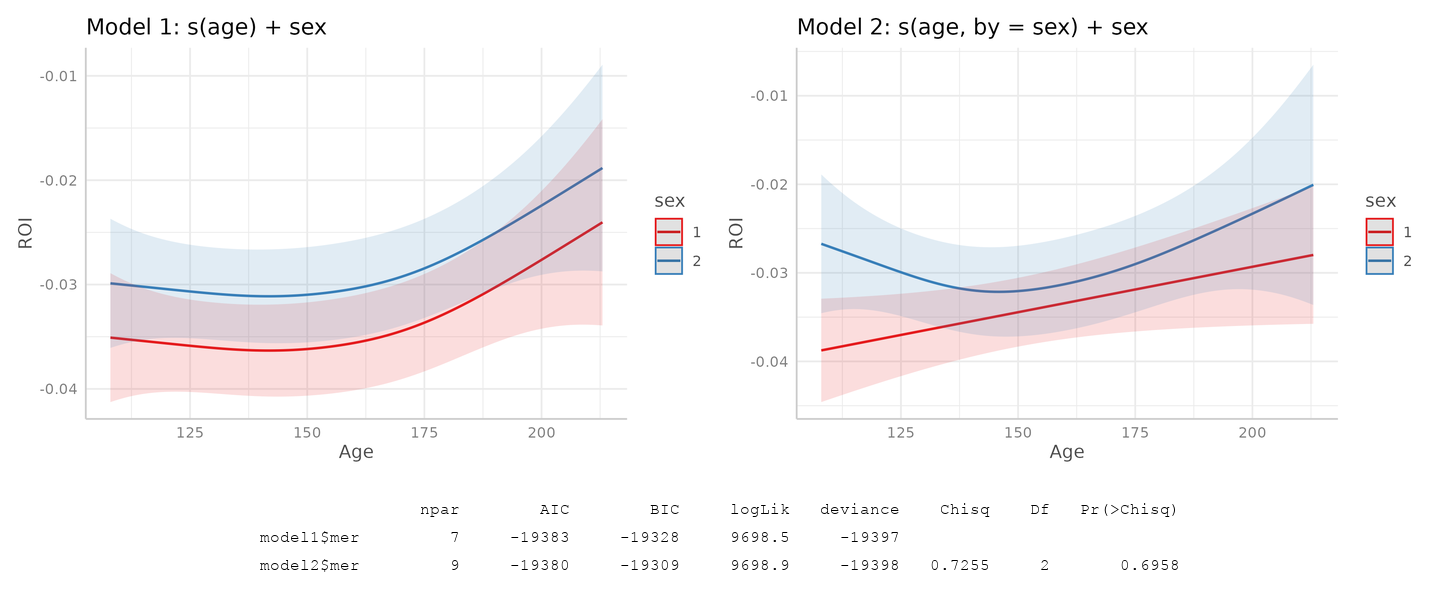 Model 1: s(age) + sex
-0.01
-0.02
-0.03
-0.04
ROI
125 150 175 200
Age
sex
1
2
Model 2: s(age, by = sex) + sex
-0.01
-0.02
-0.03
-0.04
ROI
125 150 175 200
Age
sex
1
2
npar AIC BIC logLik deviance Chisq Df Pr(>Chisq)
model1$mer 7 -19383 -19328 9698.5 -19397
model2$mer 9 -19380 -19309 9698.9 -19398 0.7255 2 0.6958